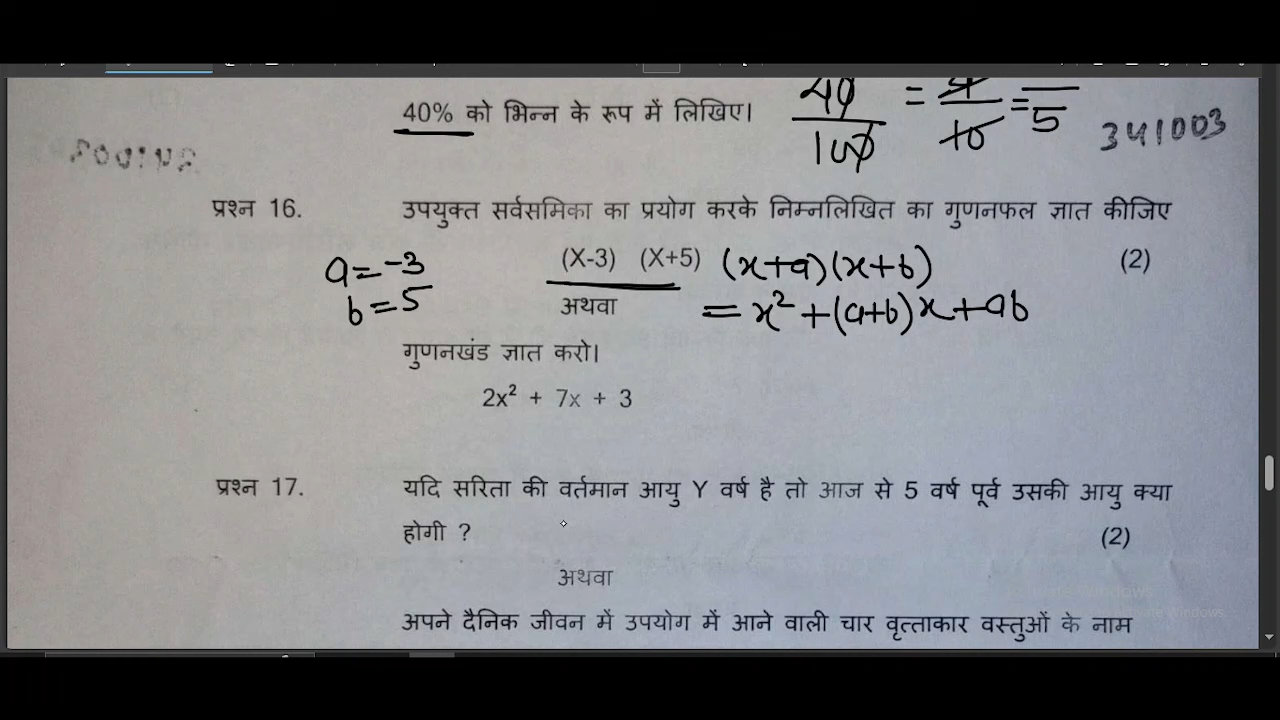 40% को भिन्न के रूप में लिखिए। 40/100 = 4/10 = /5
341003
प्रश्न 16. उपयुक्त सर्वसमिका का प्रयोग करके निम्नलिखित का गुणनफल ज्ञात कीजिए
a=-3 (X-3) (X+5) (x+a)(x+b) (2)
b=5 अथवा = x²+(a+b)x+ab
गुणनखंड ज्ञात करो।
2x² + 7x + 3
प्रश्न 17. यदि सरिता की वर्तमान आयु Y वर्ष है तो आज से 5 वर्ष पूर्व उसकी आयु क्या
होगी ? (2)
अथवा
अपने दैनिक जीवन में उपयोग में आने वाली चार वृत्ताकार वस्तुओं के नाम